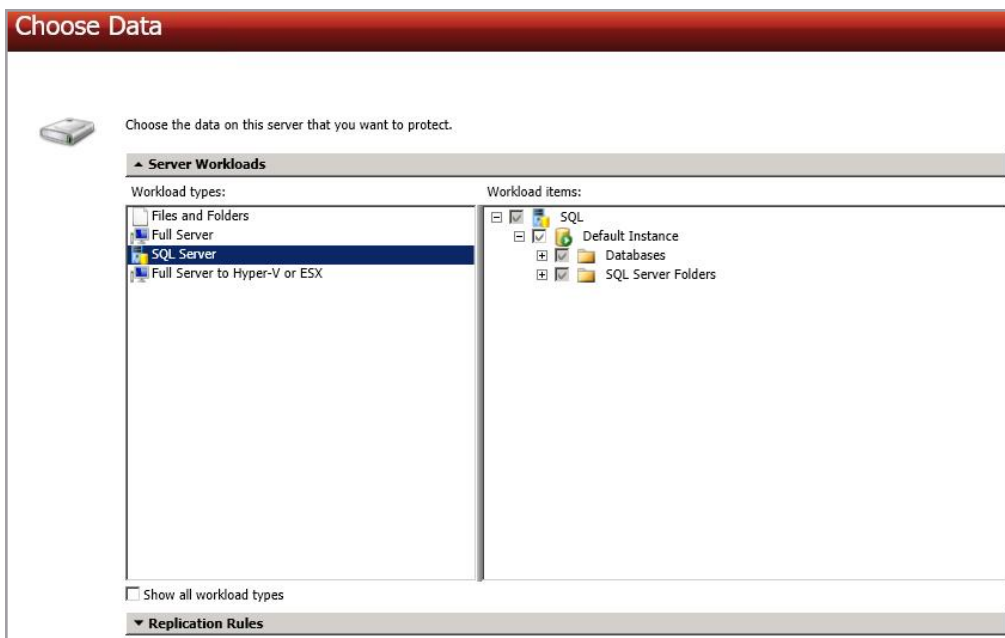 Choose Data
Choose the data on this server that you want to protect.
Server Workloads
Workload types:
Workload items:
Files and Folders
Full Server
SQL Server
Full Server to Hyper-V or ESX
SQL
Default Instance
Databases
SQL Server Folders
Show all workload types
Replication Rules